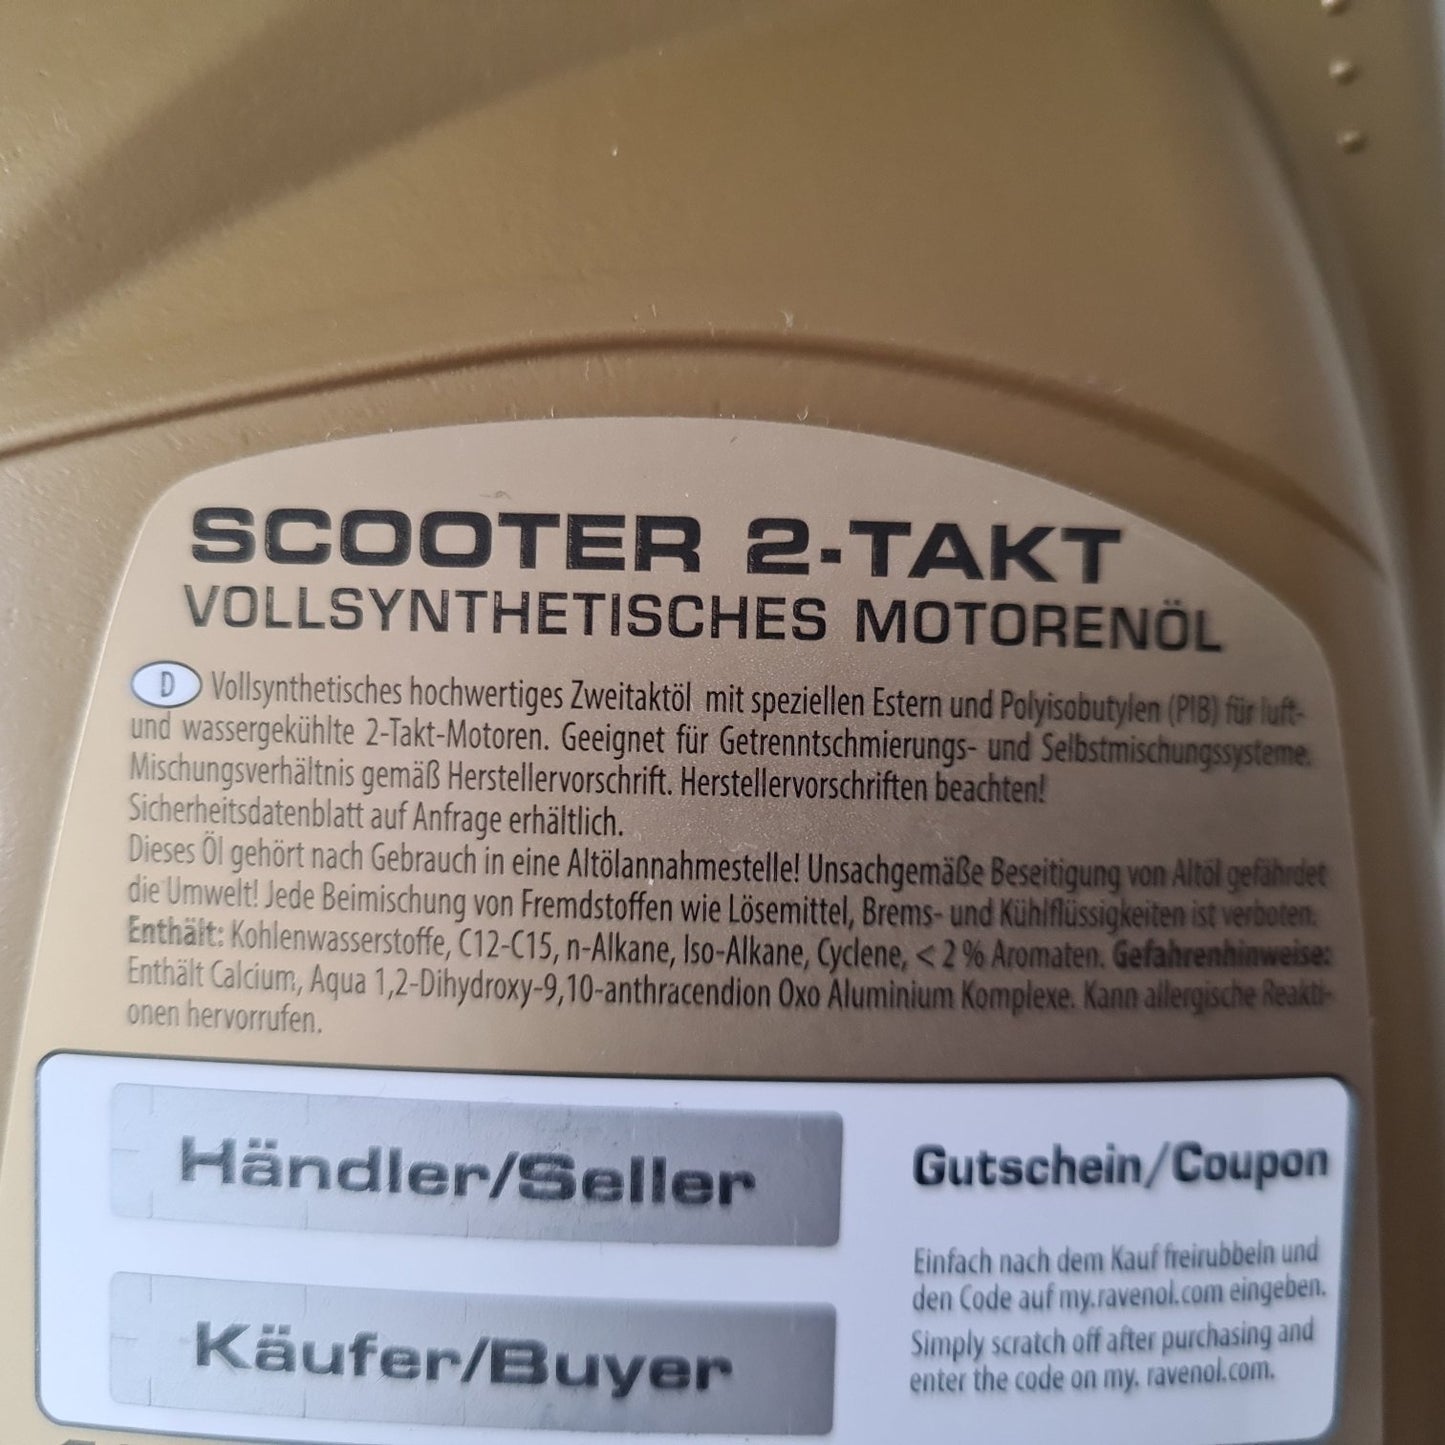 SCOOTER 2-TAKT
VOLLSYNTHETISCHES MOTORENÖL
D Vollsynthetisches hochwertiges Zweitaktöl mit speziellen Estern und Polyisobutylen (PIB) für luft-
und wassergekühlte 2-Takt-Motoren. Geeignet für Getrenntschmierungs- und Selbstmischungssysteme.
Mischungsverhältnis gemäß Herstellervorschrift. Herstellervorschriften beachten!
Sicherheitsdatenblatt auf Anfrage erhältlich.
Dieses Öl gehört nach Gebrauch in eine Altölannahmestelle! Unsachgemäße Beseitigung von Altöl gefährdet
die Umwelt! Jede Beimischung von Fremdstoffen wie Lösemittel, Brems- und Kühlflüssigkeiten ist verboten.
Enthält: Kohlenwasserstoffe, C12-C15, n-Alkane, Iso-Alkane, Cyclene, < 2 % Aromaten. Gefahrenhinweise:
Enthält Calcium, Aqua 1,2-Dihydroxy-9,10-anthracendion Oxo Aluminium Komplexe. Kann allergische Reakti-
onen hervorrufen.
Händler/Seller
Käufer/Buyer
Gutschein/Coupon
Einfach nach dem Kauf freirubbeln und
den Code auf my.ravenol.com eingeben.
Simply scratch off after purchasing and
enter the code on my. ravenol.com.